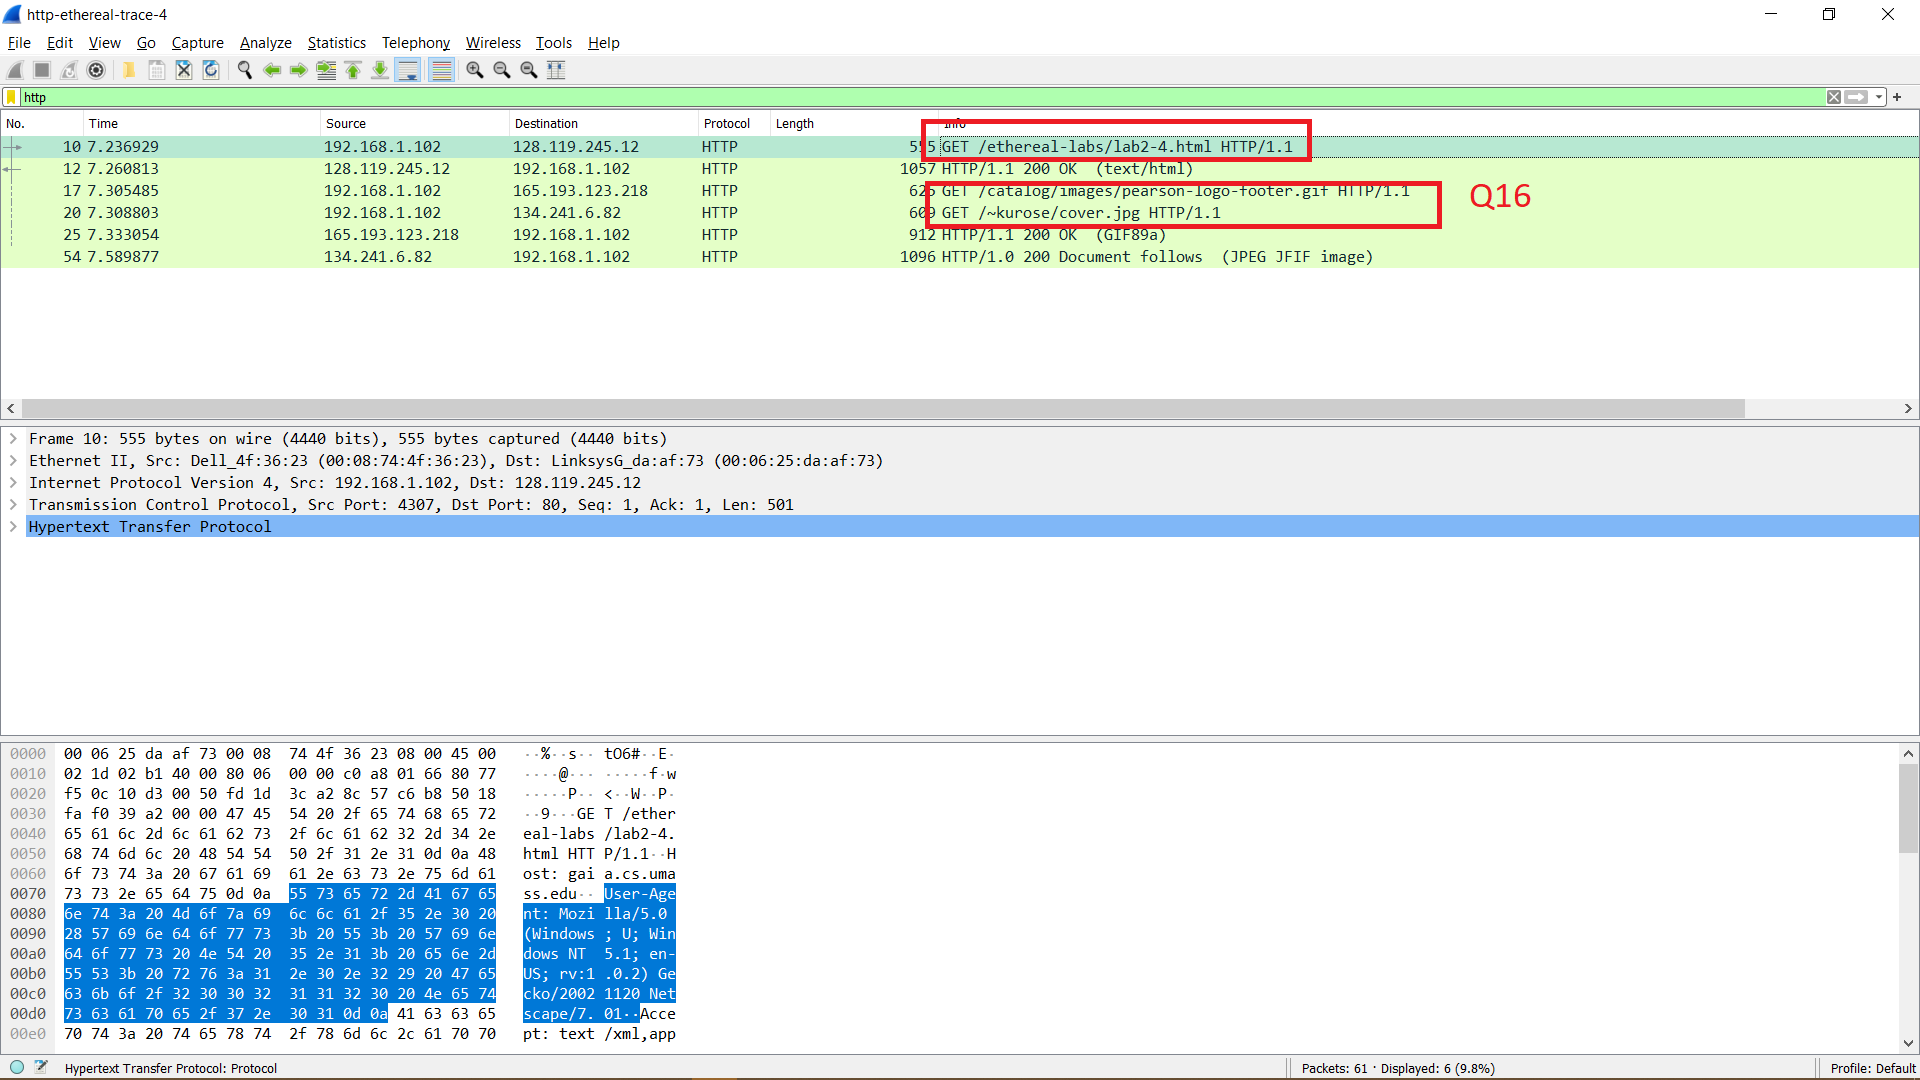 http-ethereal-trace-4
File Edit View Go Capture Analyze Statistics Telephony Wireless Tools Help
http
No. Time Source Destination Protocol Length Info
10 7.236929 192.168.1.102 128.119.245.12 HTTP 555 GET /ethereal-labs/lab2-4.html HTTP/1.1
12 7.260813 128.119.245.12 192.168.1.102 HTTP 1057 HTTP/1.1 200 OK (text/html)
17 7.305485 192.168.1.102 165.193.123.218 HTTP 625 GET /catalog/images/pearson-logo-footer.gif HTTP/1.1
Q16
20 7.308803 192.168.1.102 134.241.6.82 HTTP 609 GET /~kurose/cover.jpg HTTP/1.1
25 7.333054 165.193.123.218 192.168.1.102 HTTP 912 HTTP/1.1 200 OK (GIF89a)
54 7.589877 134.241.6.82 192.168.1.102 HTTP 1096 HTTP/1.0 200 Document follows (JPEG JFIF image)
Frame 10: 555 bytes on wire (4440 bits), 555 bytes captured (4440 bits)
Ethernet II, Src: Dell_4f:36:23 (00:08:74:4f:36:23), Dst: LinksysG_da:af:73 (00:06:25:da:af:73)
Internet Protocol Version 4, Src: 192.168.1.102, Dst: 128.119.245.12
Transmission Control Protocol, Src Port: 4307, Dst Port: 80, Seq: 1, Ack: 1, Len: 501
Hypertext Transfer Protocol
0000 00 06 25 da af 73 00 08 74 4f 36 23 08 00 45 00 ··%··s·· tO6#··E·
0010 02 1d 02 b1 40 00 80 06 00 00 c0 a8 01 66 80 77 ····@··· ·····f·w
0020 f5 0c 10 d3 00 50 fd 1d 3c a2 8c 57 c6 b8 50 18 ·····P·· <··W··P·
0030 fa f0 39 a2 00 00 47 45 54 20 2f 65 74 68 65 72 ··9···GE T /ether
0040 65 61 6c 2d 6c 61 62 73 2f 6c 61 62 32 2d 34 2e eal-labs /lab2-4.
0050 68 74 6d 6c 20 48 54 54 50 2f 31 2e 31 0d 0a 48 html HTT P/1.1··H
0060 6f 73 74 3a 20 67 61 69 61 2e 63 73 2e 75 6d 61 ost: gai a.cs.uma
0070 73 73 2e 65 64 75 0d 0a 55 73 65 72 2d 41 67 65 ss.edu·· User-Age
0080 6e 74 3a 20 4d 6f 7a 69 6c 6c 61 2f 35 2e 30 20 nt: Mozi lla/5.0
0090 28 57 69 6e 64 6f 77 73 3b 20 55 3b 20 57 69 6e (Windows ; U; Win
00a0 64 6f 77 73 20 4e 54 20 35 2e 31 3b 20 65 6e 2d dows NT 5.1; en-
00b0 55 53 3b 20 72 76 3a 31 2e 30 2e 32 29 20 47 65 US; rv:1 .0.2) Ge
00c0 63 6b 6f 2f 32 30 30 32 31 31 32 30 20 4e 65 74 cko/2002 1120 Net
00d0 73 63 61 70 65 2f 37 2e 30 31 0d 0a 41 63 63 65 scape/7. 01··Acce
00e0 70 74 3a 20 74 65 78 74 2f 78 6d 6c 2c 61 70 70 pt: text /xml,app
Hypertext Transfer Protocol: Protocol Packets: 61 · Displayed: 6 (9.8%) Profile: Default